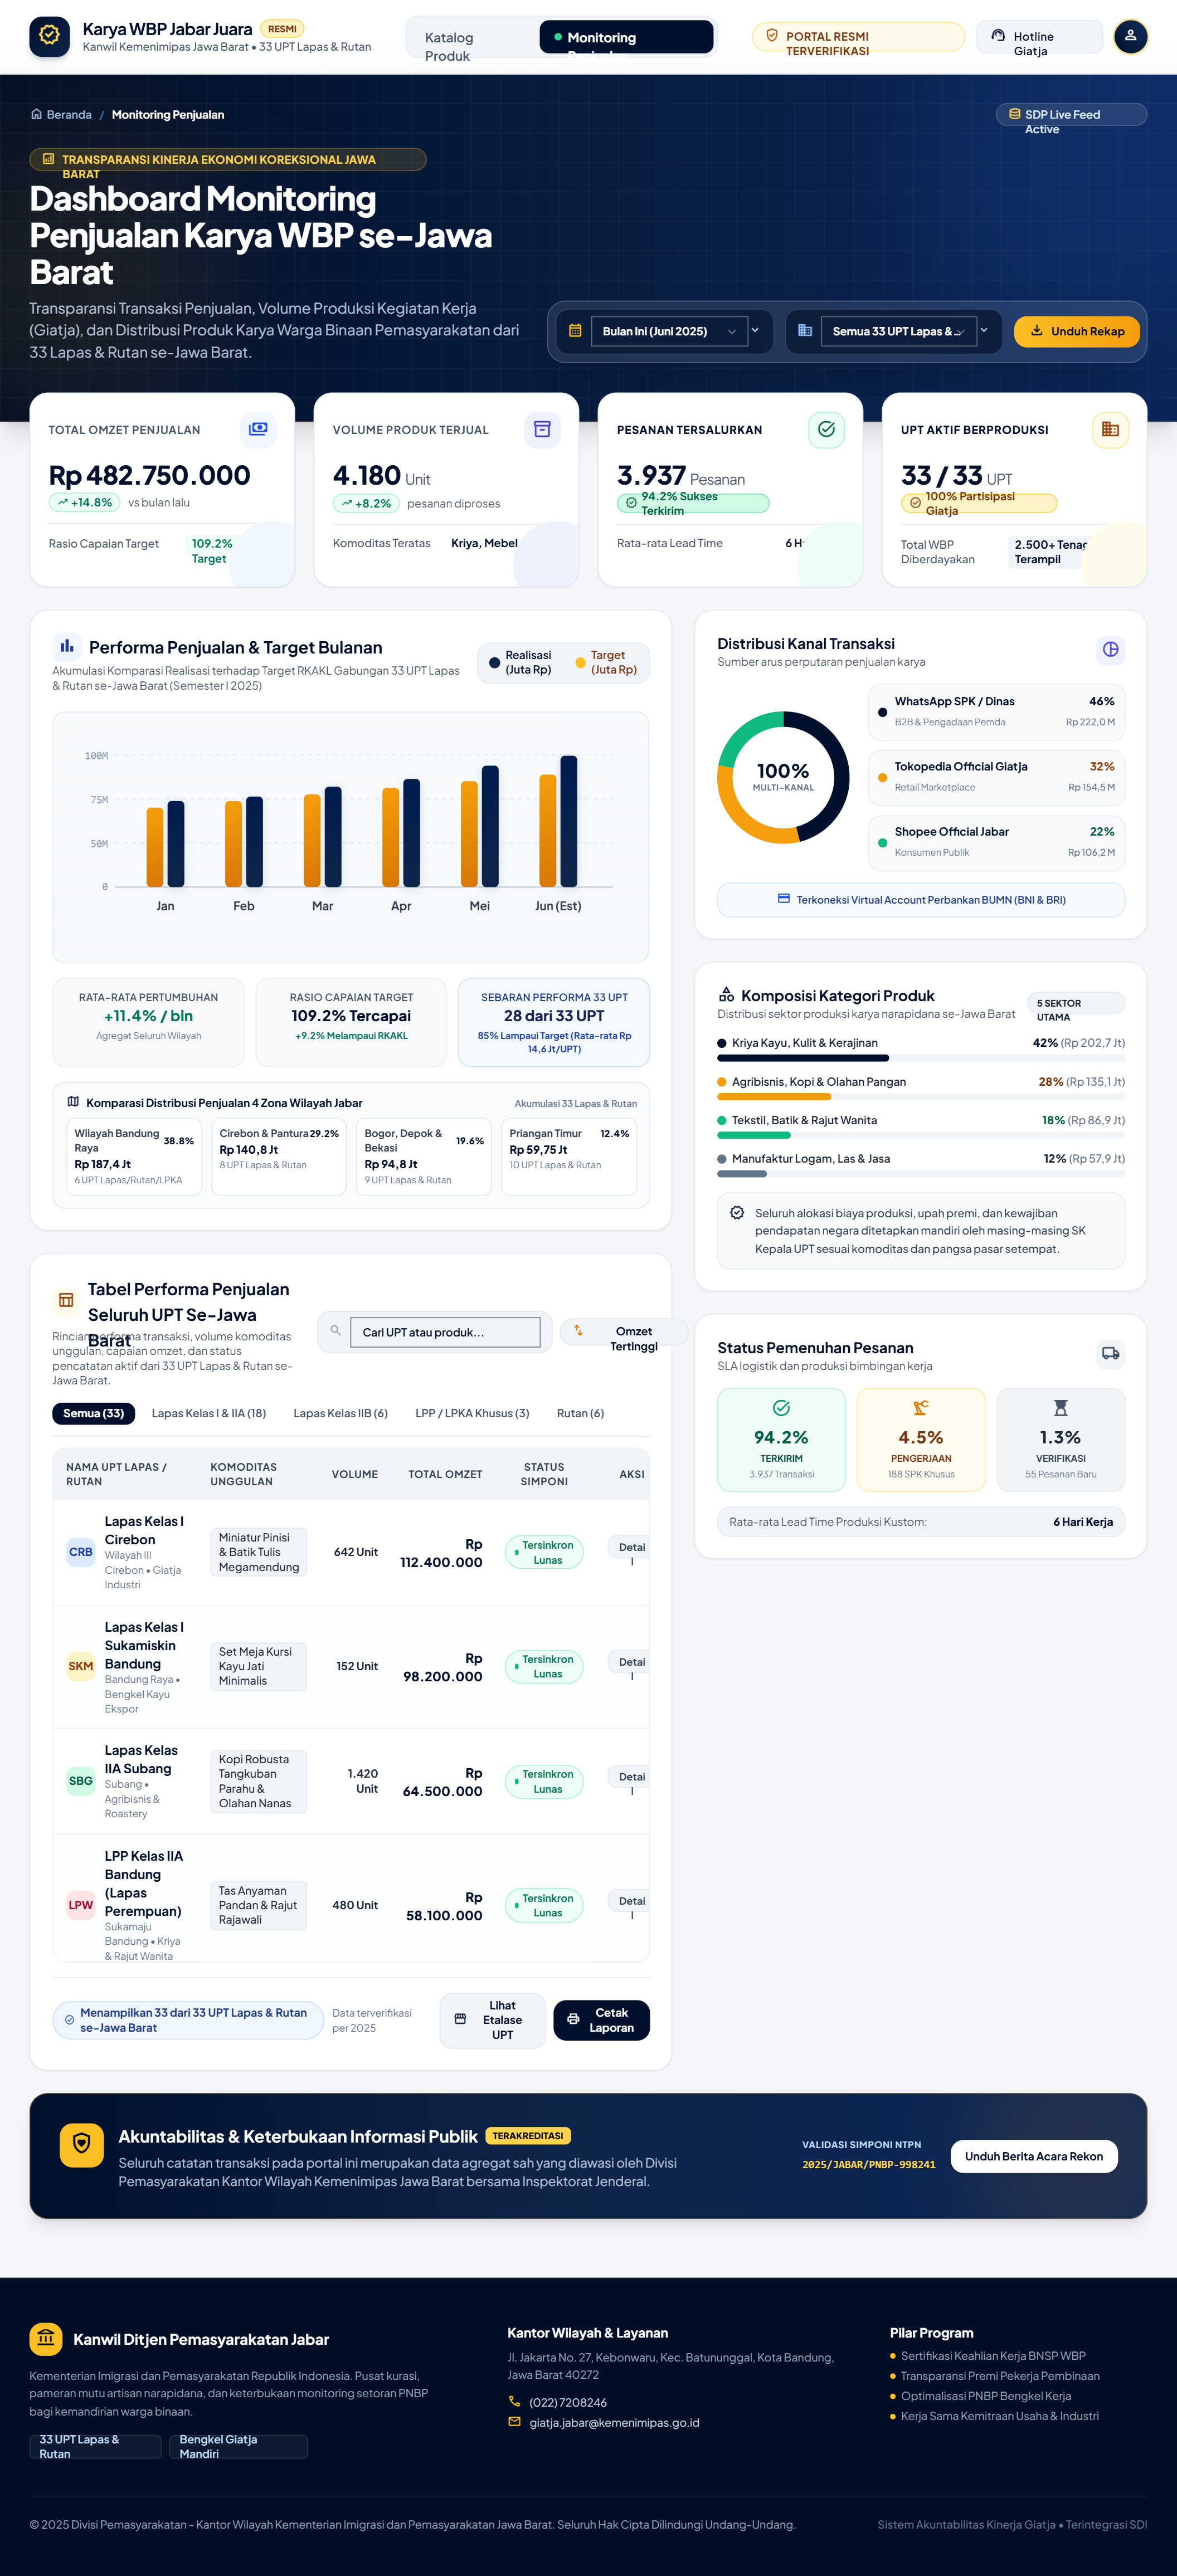 Karya WBP Jabar Juara
RESMI
Kanwil Kemenimipas Jawa Barat • 33 UPT Lapas & Rutan
Katalog
Produk
Monitoring
PORTAL RESMI
TERVERIFIKASI
Hotline
Giatja
Beranda / Monitoring Penjualan
SDP Live Feed
Active
TRANSPARANSI KINERJA EKONOMI KOREKSIONAL JAWA
BARAT
Dashboard Monitoring
Penjualan Karya WBP se-Jawa
Barat
Transparansi Transaksi Penjualan, Volume Produksi Kegiatan Kerja
(Giatja), dan Distribusi Produk Karya Warga Binaan Pemasyarakatan dari
33 Lapas & Rutan se-Jawa Barat.
Bulan Ini (Juni 2025)
Semua 33 UPT Lapas &...
Unduh Rekap
TOTAL OMZET PENJUALAN
Rp 482.750.000
+14.8% vs bulan lalu
Rasio Capaian Target
109.2%
Target
VOLUME PRODUK TERJUAL
4.180 Unit
+8.2% pesanan diproses
Komoditas Teratas
Kriya, Mebel
PESANAN TERSALURKAN
3.937 Pesanan
94.2% Sukses
Terkirim
Rata-rata Lead Time
6 H
UPT AKTIF BERPRODUKSI
33 / 33 UPT
100% Partisipasi
Giatja
Total WBP
Diberdayakan
2.500+ Tenag
Terampil
Performa Penjualan & Target Bulanan
Akumulasi Komparasi Realisasi terhadap Target RKAKL Gabungan 33 UPT Lapas
& Rutan se-Jawa Barat (Semester I 2025)
Realisasi
(Juta Rp)
Target
(Juta Rp)
100M
75M
50M
0
Jan Feb Mar Apr Mei Jun (Est)
RATA-RATA PERTUMBUHAN
+11.4% / bln
Agregat Seluruh Wilayah
RASIO CAPAIAN TARGET
109.2% Tercapai
+9.2% Melampaui RKAKL
SEBARAN PERFORMA 33 UPT
28 dari 33 UPT
85% Lampaui Target (Rata-rata Rp
14,6 Jt/UPT)
Komparasi Distribusi Penjualan 4 Zona Wilayah Jabar
Akumulasi 33 Lapas & Rutan
Wilayah Bandung
Raya
38.8%
Rp 187,4 Jt
6 UPT Lapas/Rutan/LPKA
Cirebon & Pantura 29.2%
Rp 140,8 Jt
8 UPT Lapas & Rutan
Bogor, Depok &
Bekasi
19.6%
Rp 94,8 Jt
9 UPT Lapas & Rutan
Priangan Timur 12.4%
Rp 59,75 Jt
10 UPT Lapas & Rutan
Distribusi Kanal Transaksi
Sumber arus perputaran penjualan karya
100%
MULTI-KANAL
WhatsApp SPK / Dinas 46%
B2B & Pengadaan Pemda Rp 222,0 M
Tokopedia Official Giatja 32%
Retail Marketplace Rp 154,5 M
Shopee Official Jabar 22%
Konsumen Publik Rp 106,2 M
Terkoneksi Virtual Account Perbankan BUMN (BNI & BRI)
Komposisi Kategori Produk
Distribusi sektor produksi karya narapidana se-Jawa Barat
5 SEKTOR
UTAMA
Kriya Kayu, Kulit & Kerajinan 42% (Rp 202,7 Jt)
Agribisnis, Kopi & Olahan Pangan 28% (Rp 135,1 Jt)
Tekstil, Batik & Rajut Wanita 18% (Rp 86,9 Jt)
Manufaktur Logam, Las & Jasa 12% (Rp 57,9 Jt)
Seluruh alokasi biaya produksi, upah premi, dan kewajiban
pendapatan negara ditetapkan mandiri oleh masing-masing SK
Kepala UPT sesuai komoditas dan pangsa pasar setempat.
Status Pemenuhan Pesanan
SLA logistik dan produksi bimbingan kerja
94.2%
TERKIRIM
3.937 Transaksi
4.5%
PENGERJAAN
188 SPK Khusus
1.3%
VERIFIKASI
55 Pesanan Baru
Rata-rata Lead Time Produksi Kustom: 6 Hari Kerja
Tabel Performa Penjualan
Seluruh UPT Se-Jawa
Barat
Rincian performa transaksi, volume komoditas
unggulan, capaian omzet, dan status
pencatatan aktif dari 33 UPT Lapas & Rutan se-
Jawa Barat.
Cari UPT atau produk...
Omzet
Tertinggi
Semua (33)
Lapas Kelas I & IIA (18)
Lapas Kelas IIB (6)
LPP / LPKA Khusus (3)
Rutan (6)
NAMA UPT LAPAS /
RUTAN
KOMODITAS
UNGGULAN
VOLUME
TOTAL OMZET
STATUS
SIMPONI
AKSI
CRB
Lapas Kelas I
Cirebon
Wilayah III
Cirebon • Giatja
Industri
Miniatur Pinisi
& Batik Tulis
Megamendung
642 Unit
Rp
112.400.000
Tersinkron
Lunas
Detai
l
SKM
Lapas Kelas I
Sukamiskin
Bandung
Bandung Raya •
Bengkel Kayu
Ekspor
Set Meja Kursi
Kayu Jati
Minimalis
152 Unit
Rp
98.200.000
Tersinkron
Lunas
Detai
l
SBG
Lapas Kelas
IIA Subang
Subang •
Agribisnis &
Roastery
Kopi Robusta
Tangkuban
Parahu &
Olahan Nanas
1.420
Unit
Rp
64.500.000
Tersinkron
Lunas
Detai
l
LPW
LPP Kelas IIA
Bandung
(Lapas
Perempuan)
Sukamaju
Bandung • Kriya
& Rajut Wanita
Tas Anyaman
Pandan & Rajut
Rajawali
480 Unit
Rp
58.100.000
Tersinkron
Lunas
Detai
l
Menampilkan 33 dari 33 UPT Lapas & Rutan
se-Jawa Barat
Data terverifikasi
per 2025
Lihat
Etalase
UPT
Cetak
Laporan
Akuntabilitas & Keterbukaan Informasi Publik
TERAKREDITASI
Seluruh catatan transaksi pada portal ini merupakan data agregat sah yang diawasi oleh Divisi
Pemasyarakatan Kantor Wilayah Kemenimipas Jawa Barat bersama Inspektorat Jenderal.
VALIDASI SIMPONI NTPN
2025/JABAR/PNBP-998241
Unduh Berita Acara Rekon
Kanwil Ditjen Pemasyarakatan Jabar
Kementerian Imigrasi dan Pemasyarakatan Republik Indonesia. Pusat kurasi,
pameran mutu artisan narapidana, dan keterbukaan monitoring setoran PNBP
bagi kemandirian warga binaan.
33 UPT Lapas &
Rutan
Bengkel Giatja
Mandiri
Kantor Wilayah & Layanan
Jl. Jakarta No. 27, Kebonwaru, Kec. Batununggal, Kota Bandung,
Jawa Barat 40272
(022) 7208246
giatja.jabar@kemenimipas.go.id
Pilar Program
Sertifikasi Keahlian Kerja BNSP WBP
Transparansi Premi Pekerja Pembinaan
Optimalisasi PNBP Bengkel Kerja
Kerja Sama Kemitraan Usaha & Industri
© 2025 Divisi Pemasyarakatan - Kantor Wilayah Kementerian Imigrasi dan Pemasyarakatan Jawa Barat. Seluruh Hak Cipta Dilindungi Undang-Undang.
Sistem Akuntabilitas Kinerja Giatja • Terintegrasi SDI